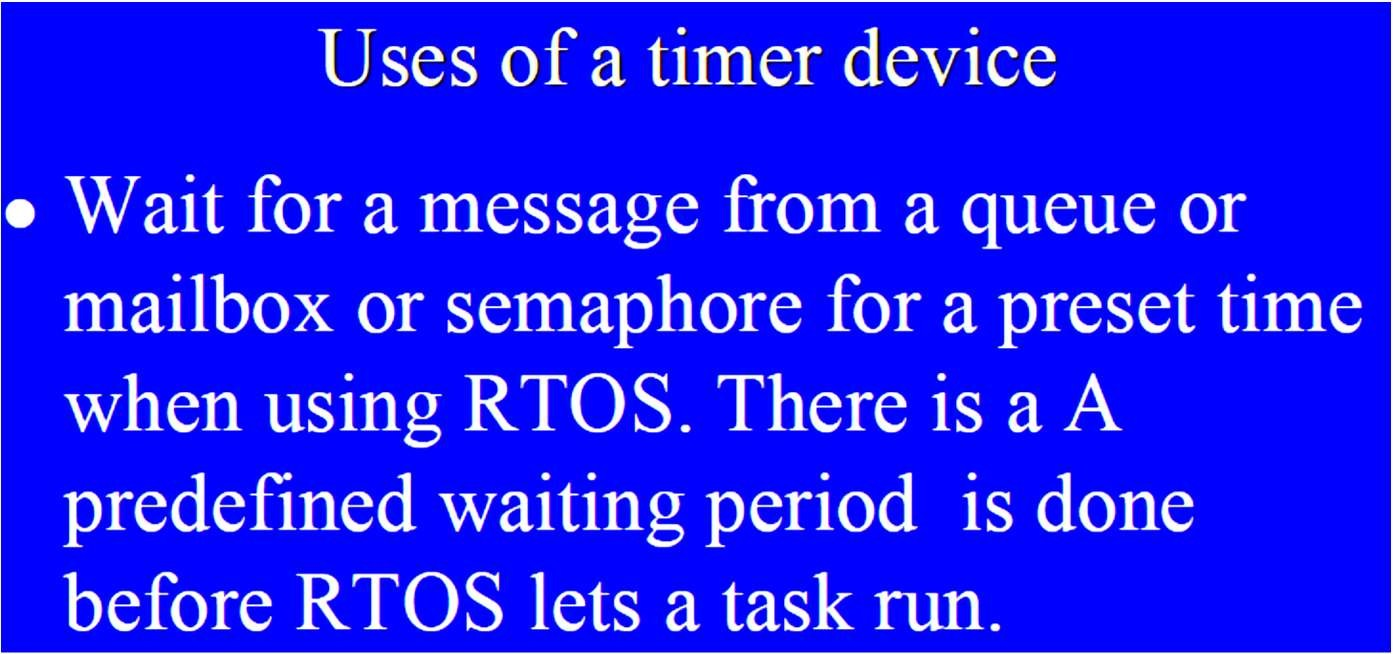 Uses of a timer device
• Wait for a message from a queue or
mailbox or semaphore for a preset time
when using RTOS. There is a A
predefined waiting period  is done
before RTOS lets a task run.